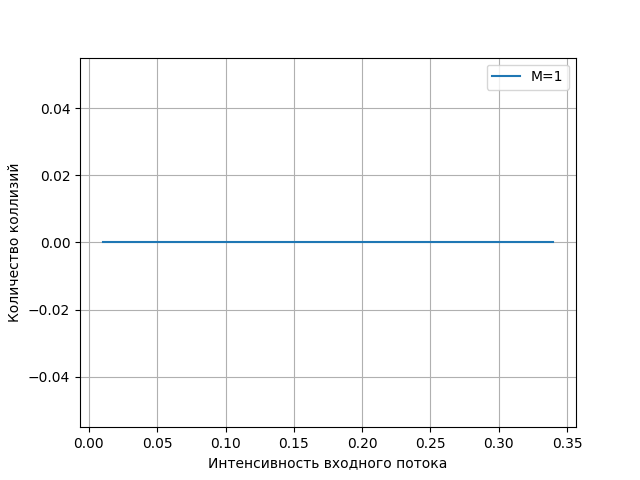 M=1
0.04
0.02
0.00
−0.02
−0.04
Количество коллизий
0.00 0.05 0.10 0.15 0.20 0.25 0.30 0.35
Интенсивность входного потока